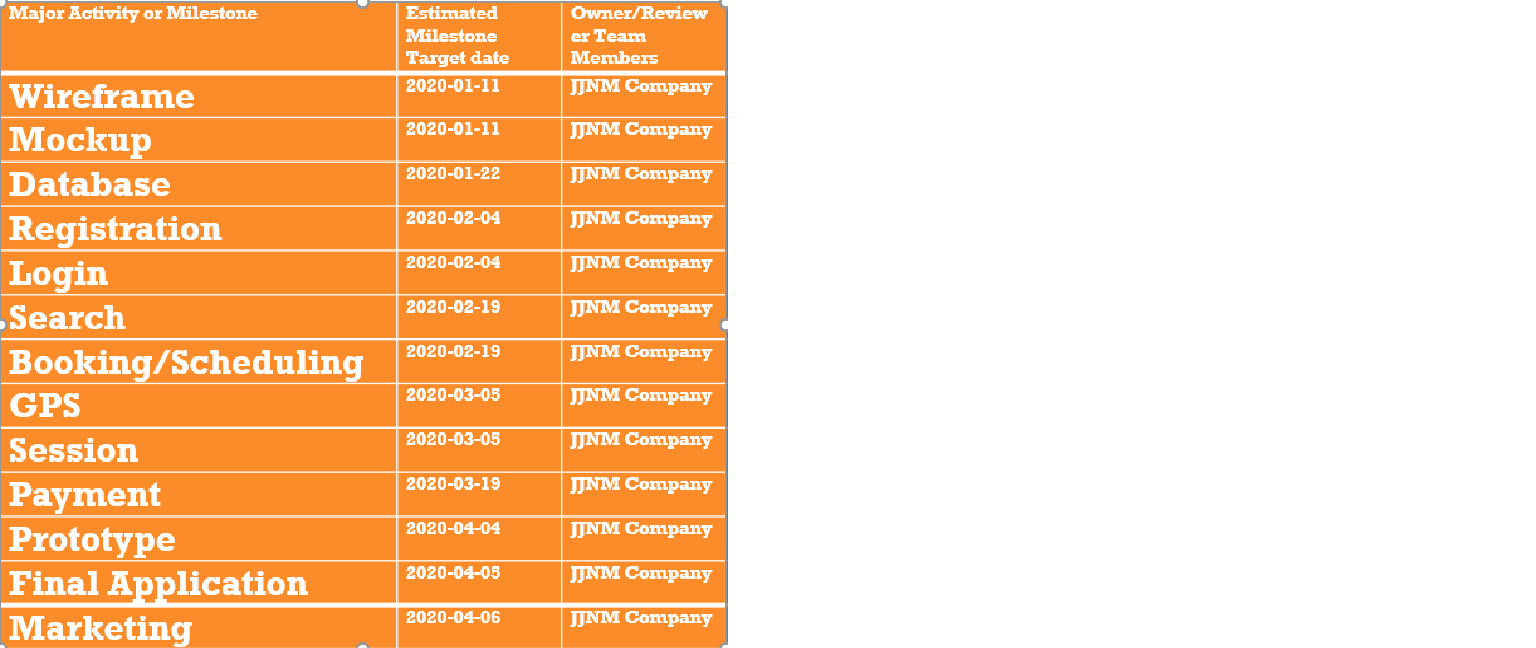 Major Activity or Milestone
Estimated
Milestone
Target date
Owner/Review
er Team
Members
Wireframe 2020-01-11 JJNM Company
Mockup 2020-01-11 JJNM Company
Database 2020-01-22 JJNM Company
Registration 2020-02-04 JJNM Company
Login 2020-02-04 JJNM Company
Search 2020-02-19 JJNM Company
Booking/Scheduling 2020-02-19 JJNM Company
GPS 2020-03-05 JJNM Company
Session 2020-03-05 JJNM Company
Payment 2020-03-19 JJNM Company
Prototype 2020-04-04 JJNM Company
Final Application 2020-04-05 JJNM Company
Marketing 2020-04-06 JJNM Company